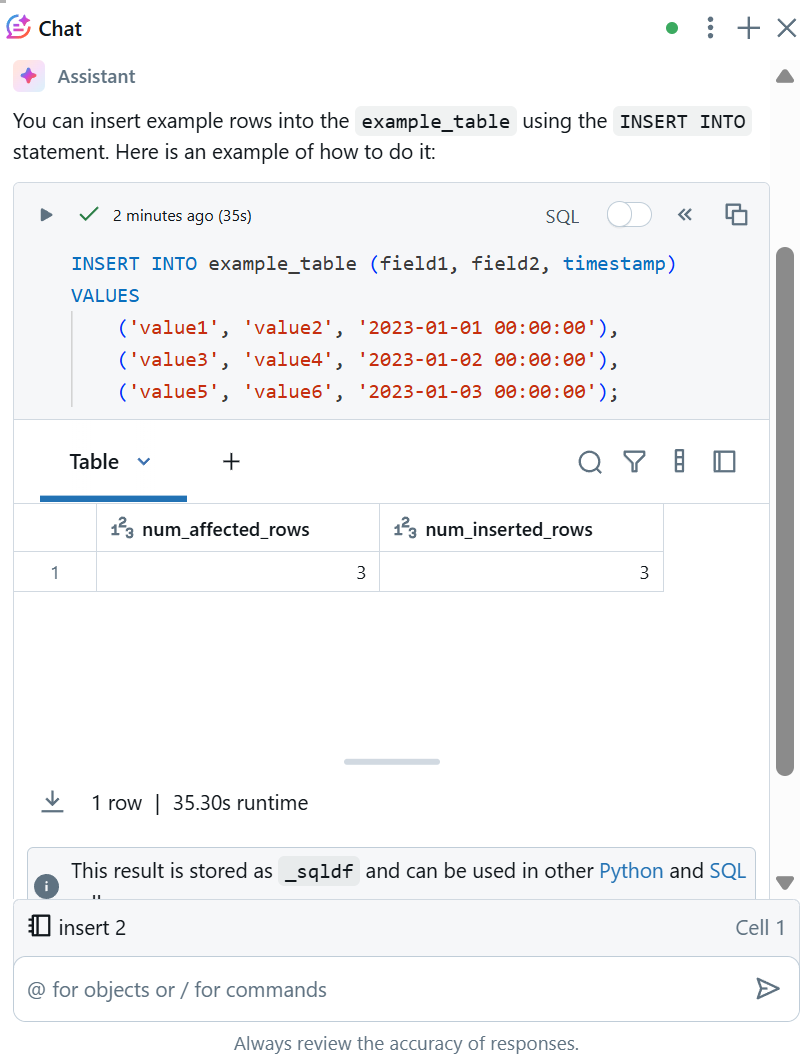 Chat
Assistant
You can insert example rows into the example_table using the INSERT INTO
statement. Here is an example of how to do it:
2 minutes ago (35s)
SQL
INSERT INTO example_table (field1, field2, timestamp)
VALUES
('value1', 'value2', '2023-01-01 00:00:00'),
('value3', 'value4', '2023-01-02 00:00:00'),
('value5', 'value6', '2023-01-03 00:00:00');
Table
+
123 num_affected_rows 123 num_inserted_rows
1 3 3
1 row | 35.30s runtime
This result is stored as _sqldf and can be used in other Python and SQL
insert 2 Cell 1
@ for objects or / for commands
Always review the accuracy of responses.